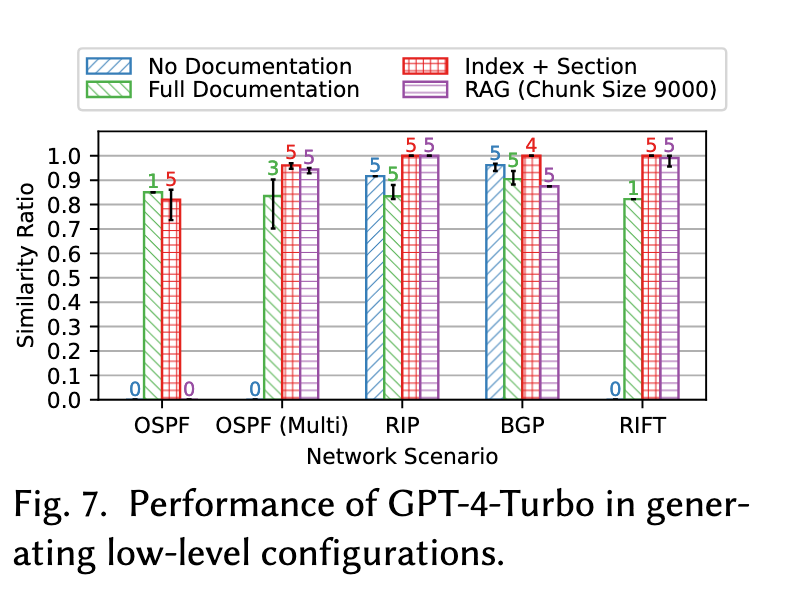 No Documentation
Full Documentation
Index + Section
RAG (Chunk Size 9000)
Similarity Ratio
1.0
0.9
0.8
0.7
0.6
0.5
0.4
0.3
0.2
0.1
0.0
0 1 5 0
0 3 5 5
5 5 5 5
5 5 4 5
0 1 5 5
OSPF OSPF (Multi) RIP BGP RIFT
Network Scenario
Fig. 7. Performance of GPT-4-Turbo in gener-
ating low-level configurations.